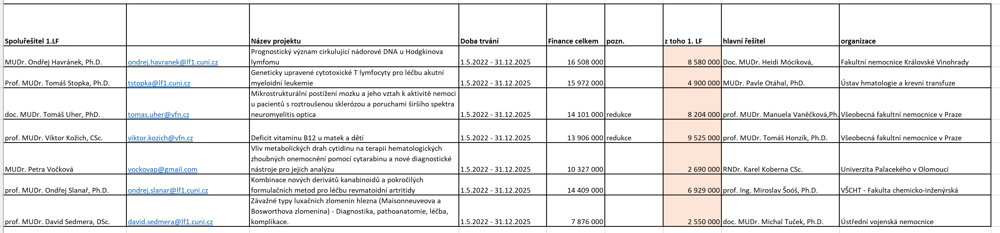 Spoluřešitel 1.LF Název projektu Doba trvání Finance celkem pozn. z toho 1. LF hlavní řešitel organizace
Prognostický význam cirkulující nádorové DNA u Hodgkinova
MUDr. Ondřej Havránek, Ph.D. ondrej.havranek@lf1.cuni.cz lymfomu 1.5.2022 - 31.12.2025 16 508 000 8 580 000 Doc. MUDr. Heidi Móciková, Fakultní nemocnice Královské Vinohrady
Geneticky upravené cytotoxické T lymfocyty pro léčbu akutní
Prof. MUDr. Tomáš Stopka, Ph.D. tstopka@lf1.cuni.cz myeloidní leukemie 1.5.2022 - 31.12.2025 15 972 000 4 900 000 MUDr. Pavle Otáhal, PhD. Ústav hmatologie a krevní transfuze
Mikrostrukturální postižení mozku a jeho vztah k aktivitě nemoci
u pacientů s roztroušenou sklerózou a poruchami širšího spektra
doc. MUDr. Tomáš Uher, PhD. tomas.uher@vfn.cz neuromyelitis optica 1.5.2022 - 31.12.2025 14 101 000 redukce 8 204 000 prof. MUDr. Manuela Vaněčková,Ph. Všeobecná fakultní nemocnice v Praze
prof. MUDr. Viktor Kožich, CSc. viktor.kozich@vfn.cz Deficit vitaminu B12 u matek a dětí 1.5.2022 - 31.12.2025 13 906 000 redukce 9 525 000 prof. MUDr. Tomáš Honzík, Ph.D. Všeobecná fakultní nemocnice v Praze
Vliv metabolických drah cytidinu na terapii hematologických
zhoubných onemocnění pomocí cytarabinu a nové diagnostické
MUDr. Petra Vočková vockovap@gmail.com nástroje pro jejich analýzu 1.5.2022 - 31.12.2025 10 327 000 2 690 000 RNDr. Karel Koberna CSc. Univerzita Palacekého v Olomouci
Kombinace nových derivátů kanabinoidů a pokročilých
prof. MUDr. Ondřej Slanař, Ph.D. ondrej.slanar@lf1.cuni.cz formulačních metod pro léčbu revmatoidní artritidy 1.5.2022 - 31.12.2025 14 409 000 6 929 000 prof. Ing. Miroslav Šoóš, Ph.D. VŠCHT - Fakulta chemicko-inženýrská
Závažné typy luxačních zlomenin hlezna (Maisonneuveova a
Bosworthova zlomenina) - Diagnostika, pathoanatomie, léčba,
prof. MUDr. David Sedmera, DSc. david.sedmera@lf1.cuni.cz komplikace. 1.5.2022 - 31.12.2025 7 876 000 2 550 000 doc. MUDr. Michal Tuček, Ph.D. Ústřední vojenská nemocnice